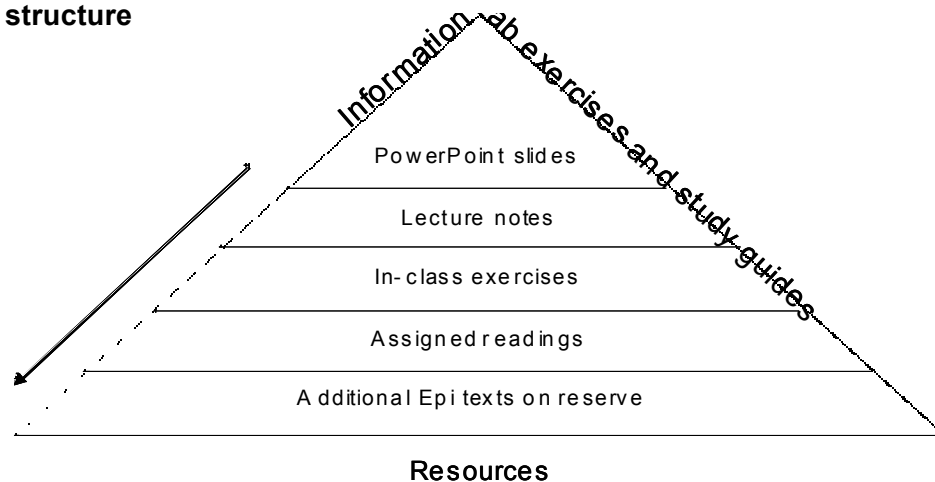 structure
Information
ab exercises and study guides
PowerPoint slides
Lecture notes
In-class exercises
Assigned readings
Additional Epi texts on reserve
Resources